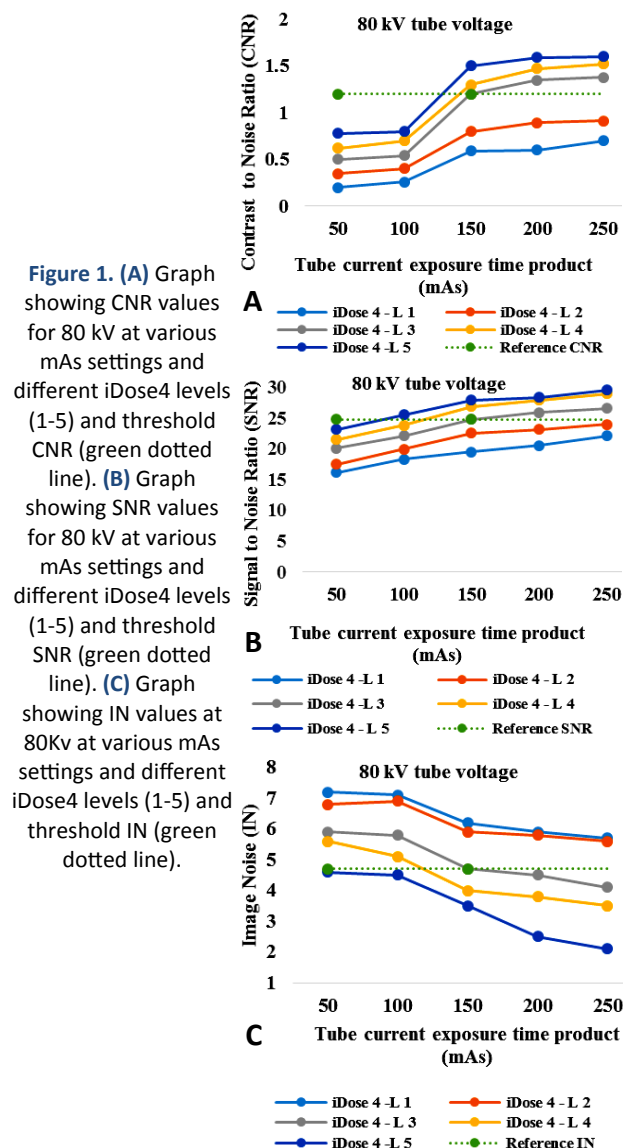 Figure 1. (A) Graph
showing CNR values
for 80 kV at various
mAs settings and
different iDose4 levels
(1-5) and threshold
CNR (green dotted
line). (B) Graph
showing SNR values
for 80 kV at various
mAs settings and
different iDose4 levels
(1-5) and threshold
SNR (green dotted
line). (C) Graph
showing IN values at
80Kv at various mAs
settings and different
iDose4 levels (1-5) and
threshold IN (green
dotted line).
80 kV tube voltage
Contrast to Noise Ratio (CNR)
2
1.5
1
0.5
0
50 100 150 200 250
Tube current exposure time product
(mAs)
A
iDose 4 - L 1 iDose 4 - L 2
iDose 4 - L 3 iDose 4 - L 4
iDose 4 -L 5 Reference CNR
80 kV tube voltage
Signal to Noise Ratio (SNR)
30
25
20
15
10
5
0
50 100 150 200 250
B
Tube current exposure time product
(mAs)
iDose 4 -L 1 iDose 4 - L 2
iDose 4 -L 3 iDose 4 - L 4
iDose 4 - L 5 Reference SNR
80 kV tube voltage
Image Noise (IN)
8
7
6
5
4
3
2
1
50 100 150 200 250
C
Tube current exposure time product
(mAs)
iDose 4 -L 1 iDose 4 - L 2
iDose 4 - L 3 iDose 4 - L 4
iDose 4 -L 5 Reference IN